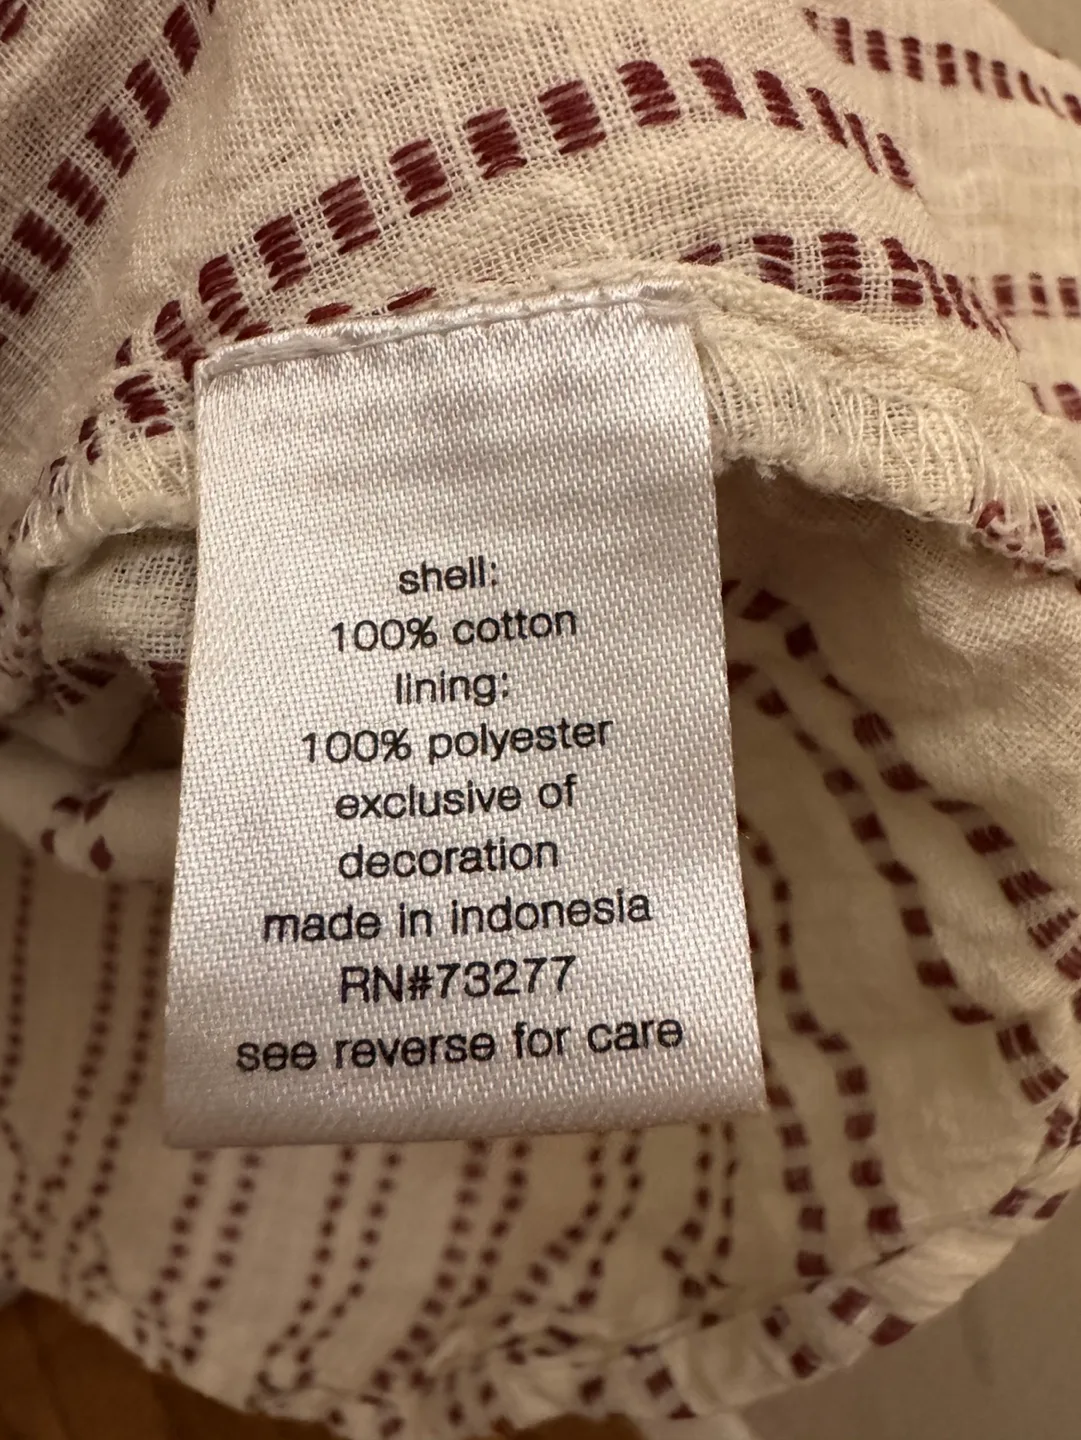 shell:
100% cotton
lining:
100% polyester
exclusive of
decoration
made in indonesia
RN#73277
see reverse for care